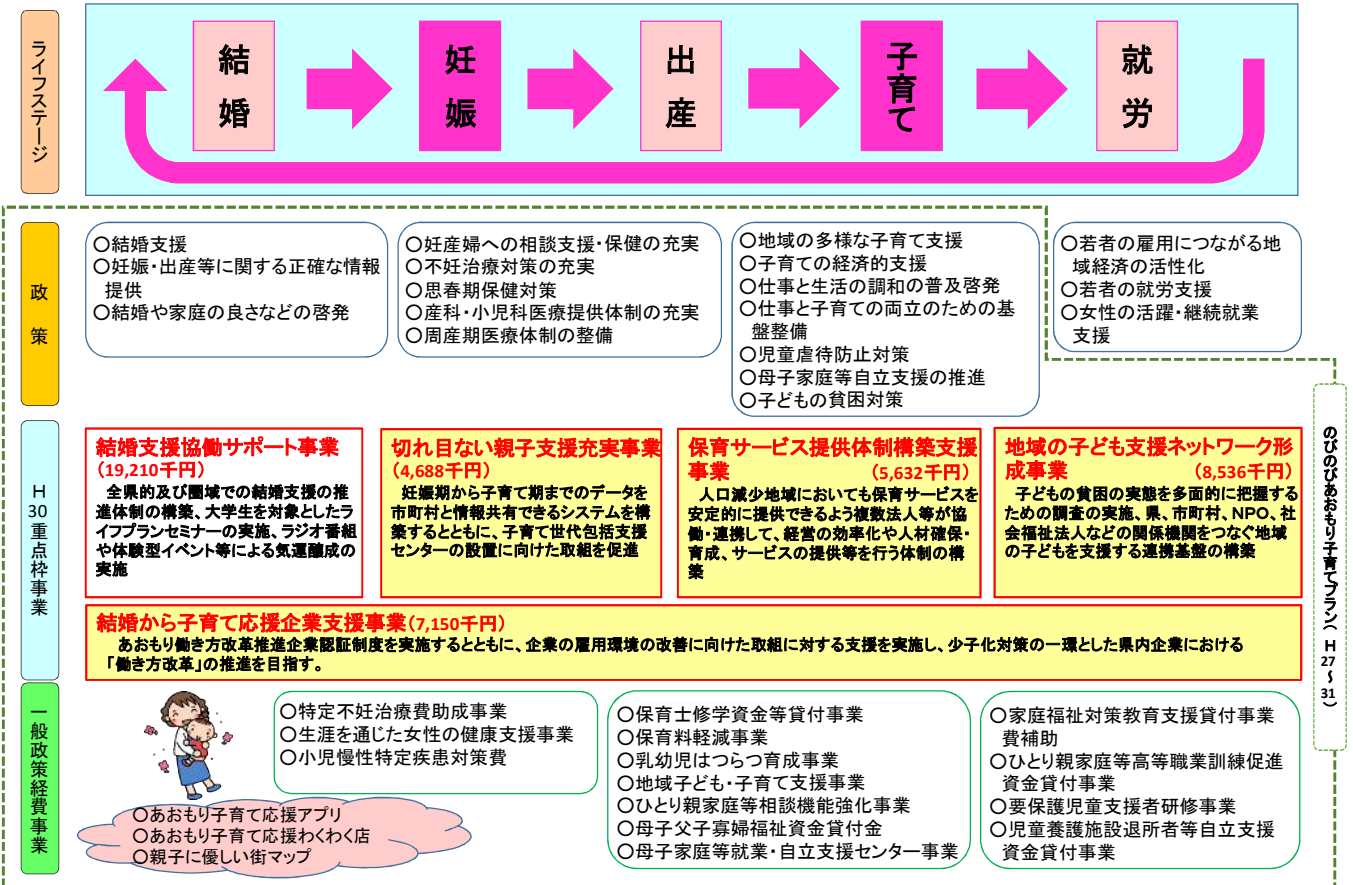 ライフステージ
結婚
妊娠
出産
子育て
就労
政策
〇結婚支援
〇妊娠・出産等に関する正確な情報
提供
〇結婚や家庭の良さなどの啓発
〇妊産婦への相談支援・保健の充実
〇不妊治療対策の充実
〇思春期保健対策
〇産科・小児科医療提供体制の充実
〇周産期医療体制の整備
〇地域の多様な子育て支援
〇子育ての経済的支援
〇仕事と生活の調和の普及啓発
〇仕事と子育ての両立のための基
盤整備
〇児童虐待防止対策
〇母子家庭等自立支援の推進
〇子どもの貧困対策
〇若者の雇用につながる地
域経済の活性化
〇若者の就労支援
〇女性の活躍・継続就業
支援
H30重点枠事業
結婚支援協働サポート事業
(19,210千円)
全県的及び圏域での結婚支援の推
進体制の構築、大学生を対象とした
ライフプランセミナーの実施、ラジオ番組
や体験型イベント等による気運醸成の
実施
切れ目ない親子支援充実事業
(4,688千円)
妊娠期から子育て期までのデータを
市町村と情報共有できるシステムを構
築するとともに、子育て世代包括支援
センターの設置に向けた取組を促進
保育サービス提供体制構築支援
事業 (5,632千円)
人口減少地域においても保育サービスを
安定的に提供できるよう複数法人等が協
働・連携して、経営の効率化や人材確保・
育成、サービスの提供等を行う体制の構
築
地域の子ども支援ネットワーク形
成事業 (8,536千円)
子どもの貧困の実態を多面的に把握する
ための調査の実施、県、市町村、NPO、社
会福祉法人などの関係機関をつなぐ地域
の子どもを支援する連携基盤の構築
結婚から子育て応援企業支援事業(7,150千円)
あおもり働き方改革推進企業認証制度を実施するとともに、企業の雇用環境の改善に向けた取組に対する支援を実施し、少子化対策の一環とした県内企業における
「働き方改革」の推進を目指す。
のびのびあおもり子育てプラン(H27~31)
一般政策経費事業
〇特定不妊治療費助成事業
〇生涯を通じた女性の健康支援事業
〇小児慢性特定疾患対策費
〇あおもり子育て応援アプリ
〇あおもり子育て応援わくわく店
〇親子に優しい街マップ
〇保育士修学資金等貸付事業
〇保育料軽減事業
〇乳幼児はつらつ育成事業
〇地域子ども・子育て支援事業
〇ひとり親家庭等相談機能強化事業
〇母子父子寡婦福祉資金貸付金
〇母子家庭等就業・自立支援センター事業
〇家庭福祉対策教育支援貸付事業
費補助
〇ひとり親家庭等高等職業訓練促進
資金貸付事業
〇要保護児童支援者研修事業
〇児童養護施設退所者等自立支援
資金貸付事業